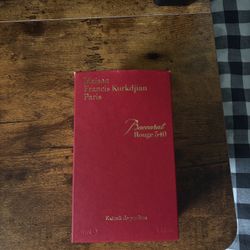 Maison
Francis Kurkdjian
Paris
Baccarat
Rouge 540
Extrait de parfum